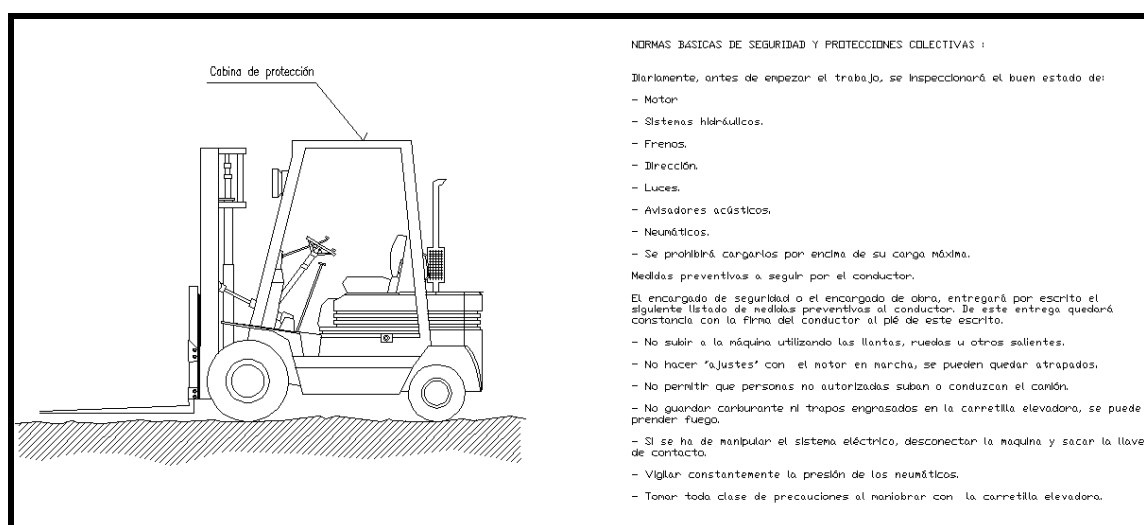 Cabina de protección
NORMAS BÁSICAS DE SEGURIDAD Y PROTECCIONES COLECTIVAS :
Diariamente, antes de empezar el trabajo, se inspeccionará el buen estado de:
- Motor
- Sistemas hidráulicos.
- Frenos.
- Dirección.
- Luces.
- Avisadores acústicos.
- Neumáticos.
- Se prohibirá cargarlos por encima de su carga máxima.
Medidas preventivas a seguir por el conductor.
El encargado de seguridad o el encargado de obra, entregará por escrito el
siguiente listado de medidas preventivas al conductor. De este entrega quedará
constancia con la firma del conductor al pié de este escrito.
- No subir a la máquina utilizando las llantas, ruedas u otros salientes.
- No hacer "ajustes" con el motor en marcha, se pueden quedar atrapados.
- No permitir que personas no autorizadas suban o conduzcan el camión.
- No guardar carburante ni trapos engrasados en la carretilla elevadora, se puede
prender fuego.
- Si se ha de manipular el sistema eléctrico, desconectar la maquina y sacar la llave
de contacto.
- Vigilar constantemente la presión de los neumáticos.
- Tomar toda clase de precauciones al maniobrar con la carretilla elevadora.